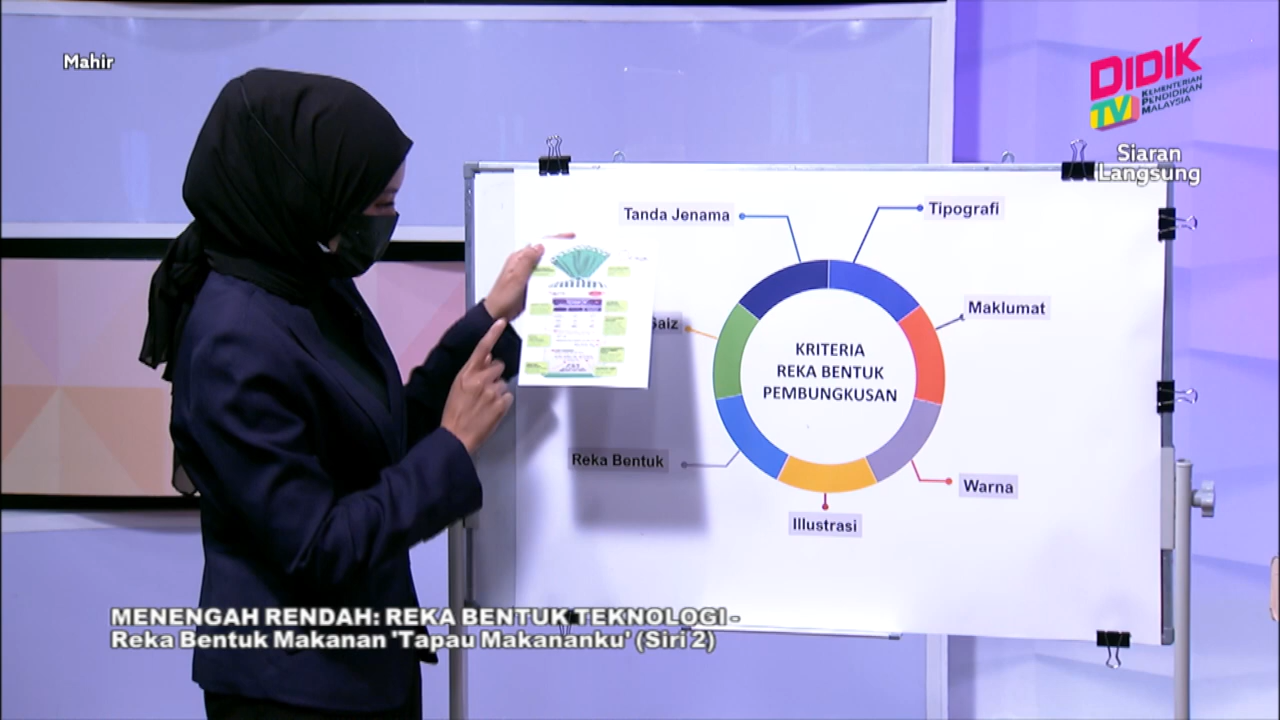 Mahir
DIDIK
TV
KEMENTERIAN
PENDIDIKAN
MALAYSIA
Siaran
Langsung
Tanda Jenama
Tipografi
Maklumat
Saiz
KRITERIA
REKA BENTUK
PEMBUNGKUSAN
Reka Bentuk
Warna
Illustrasi
MENENGAH RENDAH: REKA BENTUK TEKNOLOGI -
Reka Bentuk Makanan 'Tapau Makananku' (Siri 2)